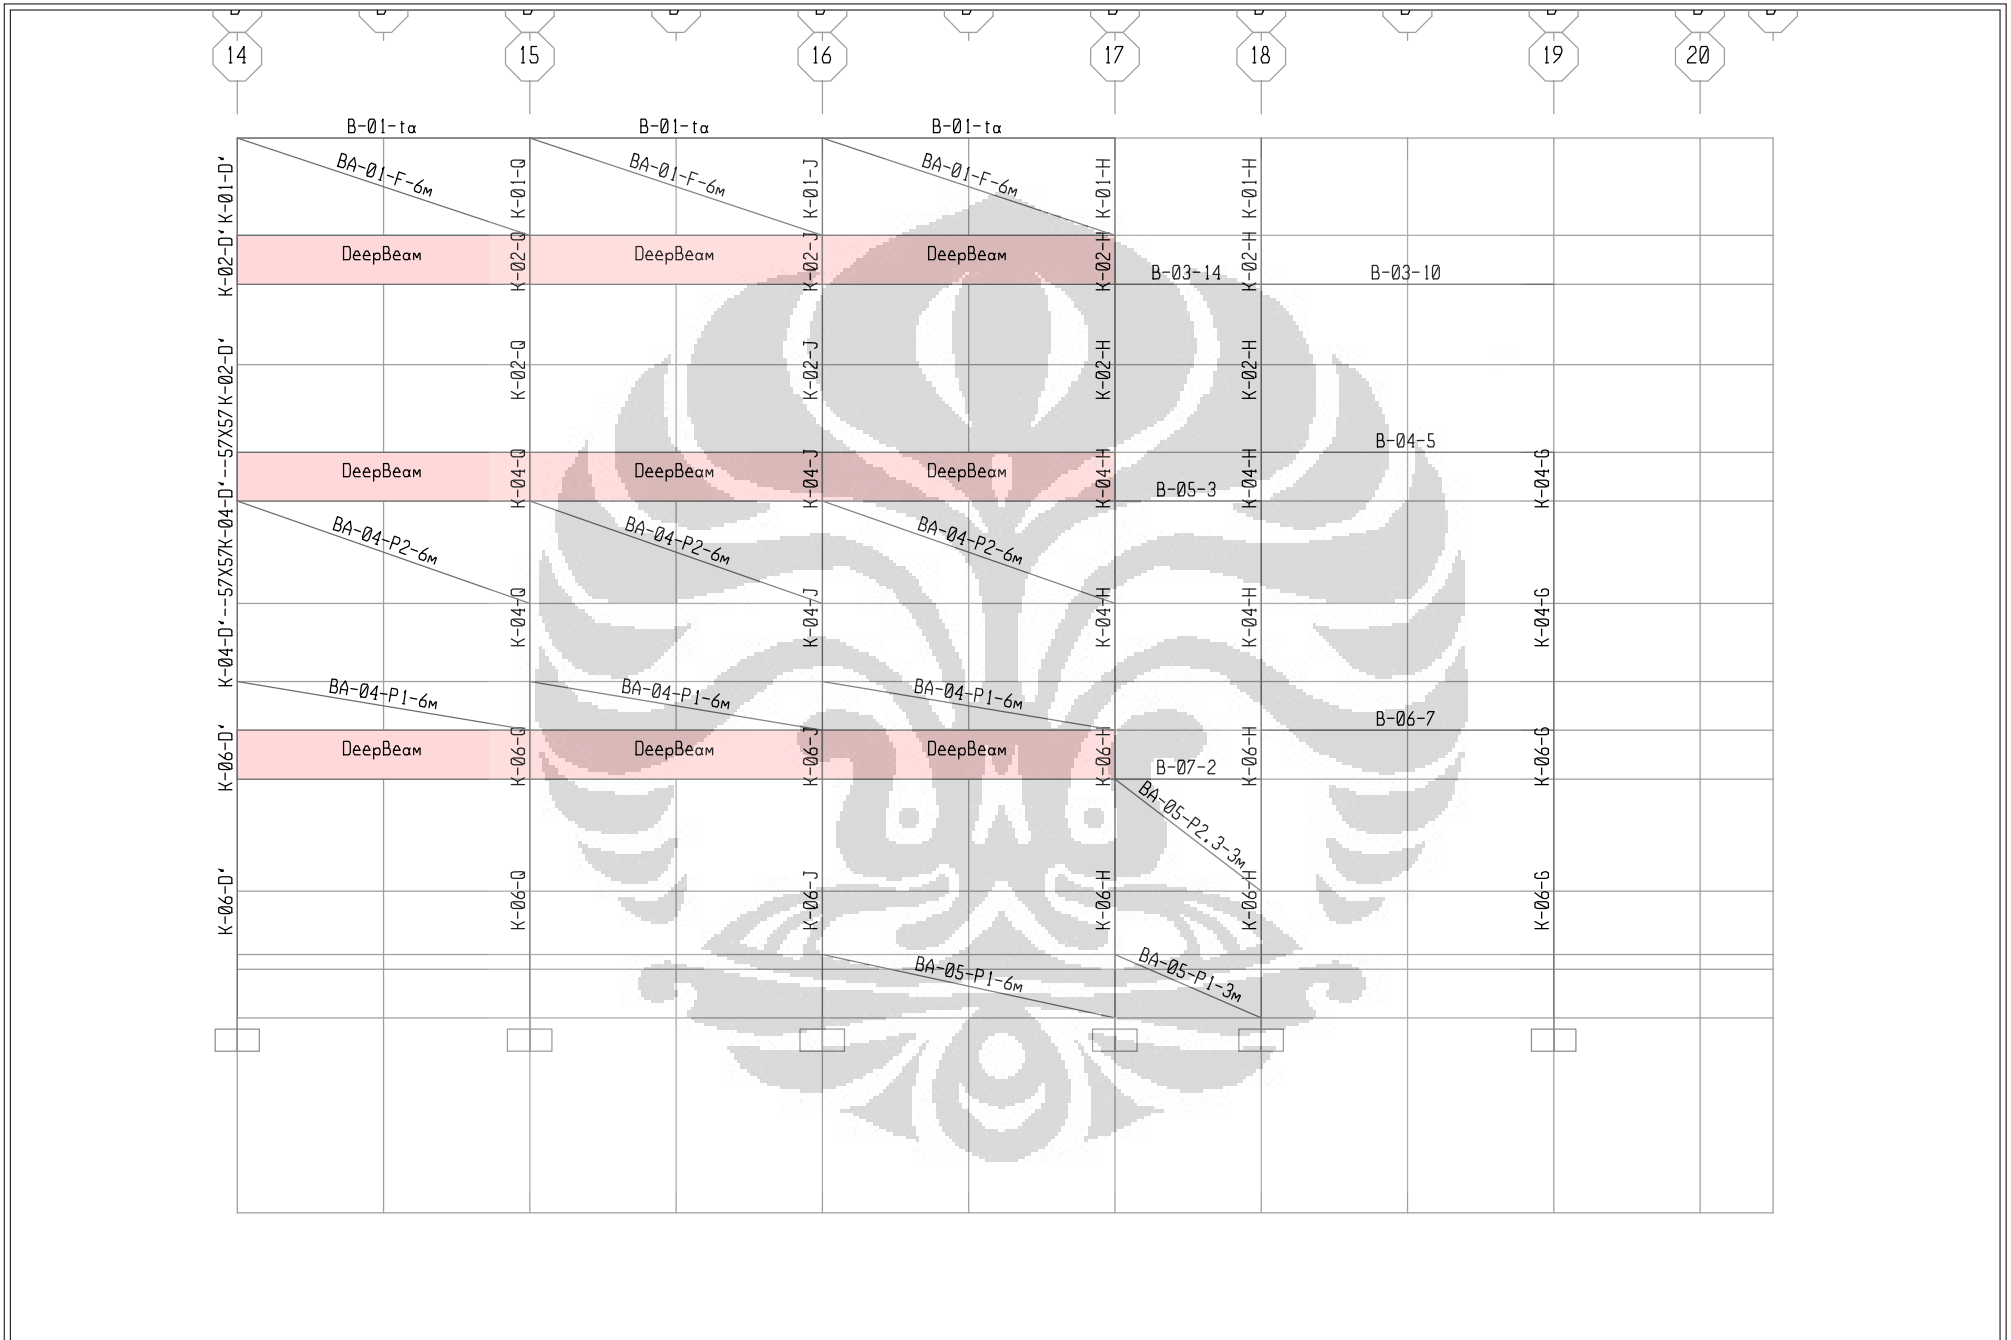 14 15 16 17 18 19 20
B-01-ta B-01-ta B-01-ta
BA-01-F-6м BA-01-F-6м BA-01-F-6м
K-01-D' K-01-Q K-01-J K-01-H K-01-H
DeepBeam DeepBeam DeepBeam
K-02-D' K-02-Q K-02-J K-02-H K-02-H
B-03-14 B-03-10
K-02-D' K-02-Q K-02-J K-02-H K-02-H
B-04-5
DeepBeam DeepBeam DeepBeam
K-04-D'--57X57 K-04-Q K-04-J K-04-H K-04-H K-04-G
B-05-3
BA-04-P2-6м BA-04-P2-6м BA-04-P2-6м
K-04-D'--57X57 K-04-Q K-04-J K-04-H K-04-H K-04-G
BA-04-P1-6м BA-04-P1-6м BA-04-P1-6м
B-06-7
DeepBeam DeepBeam DeepBeam
K-06-D' K-06-Q K-06-J K-06-H K-06-H K-06-G
B-07-2
BA-05-P2.3-3м
K-06-D' K-06-Q K-06-J K-06-H K-06-H K-06-G
BA-05-P1-6м BA-05-P1-3м